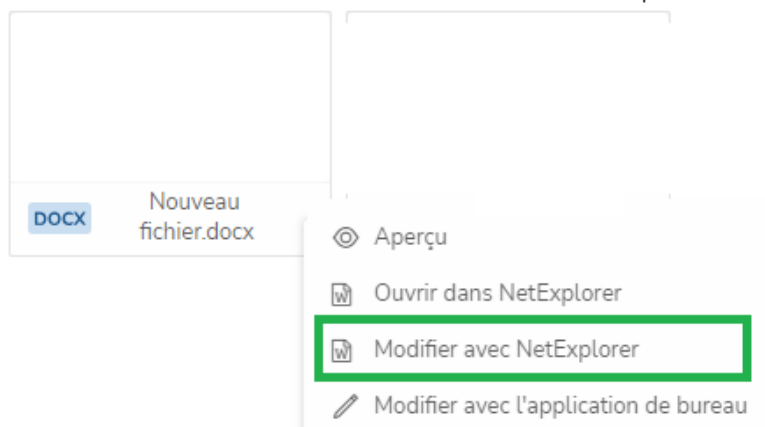 Nouveau
DOCX
fichier.docx
Aperçu
Ouvrir dans NetExplorer
Modifier avec NetExplorer
Modifier avec l'application de bureau